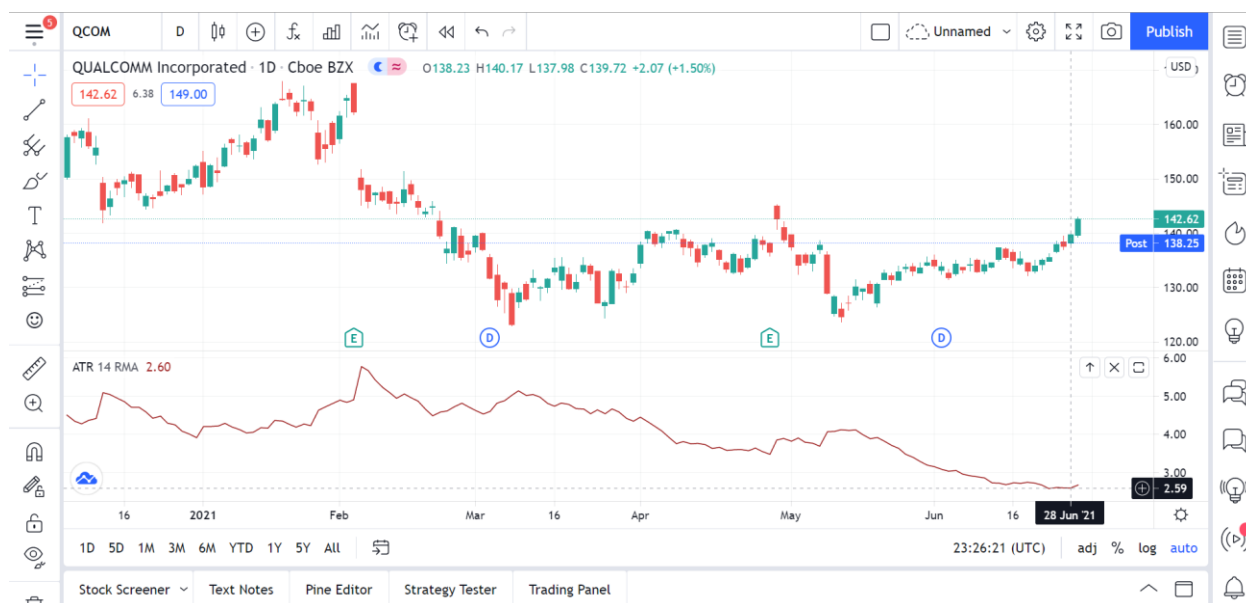 5
QCOM
D
Unnamed
Publish
QUALCOMM Incorporated · 1D · Cboe BZX ≈ O138.23 H140.17 L137.98 C139.72 +2.07 (+1.50%)
USD
142.62 6.38 149.00
160.00
150.00
142.62
140.00
Post 138.25
130.00
E D E D
120.00
6.00
ATR 14 RMA 2.60
5.00
4.00
3.00
2.59
16 2021 Feb Mar 16 Apr May Jun 16 28 Jun '21
1D 5D 1M 3M 6M YTD 1Y 5Y All 23:26:21 (UTC) adj % log auto
Stock Screener Text Notes Pine Editor Strategy Tester Trading Panel